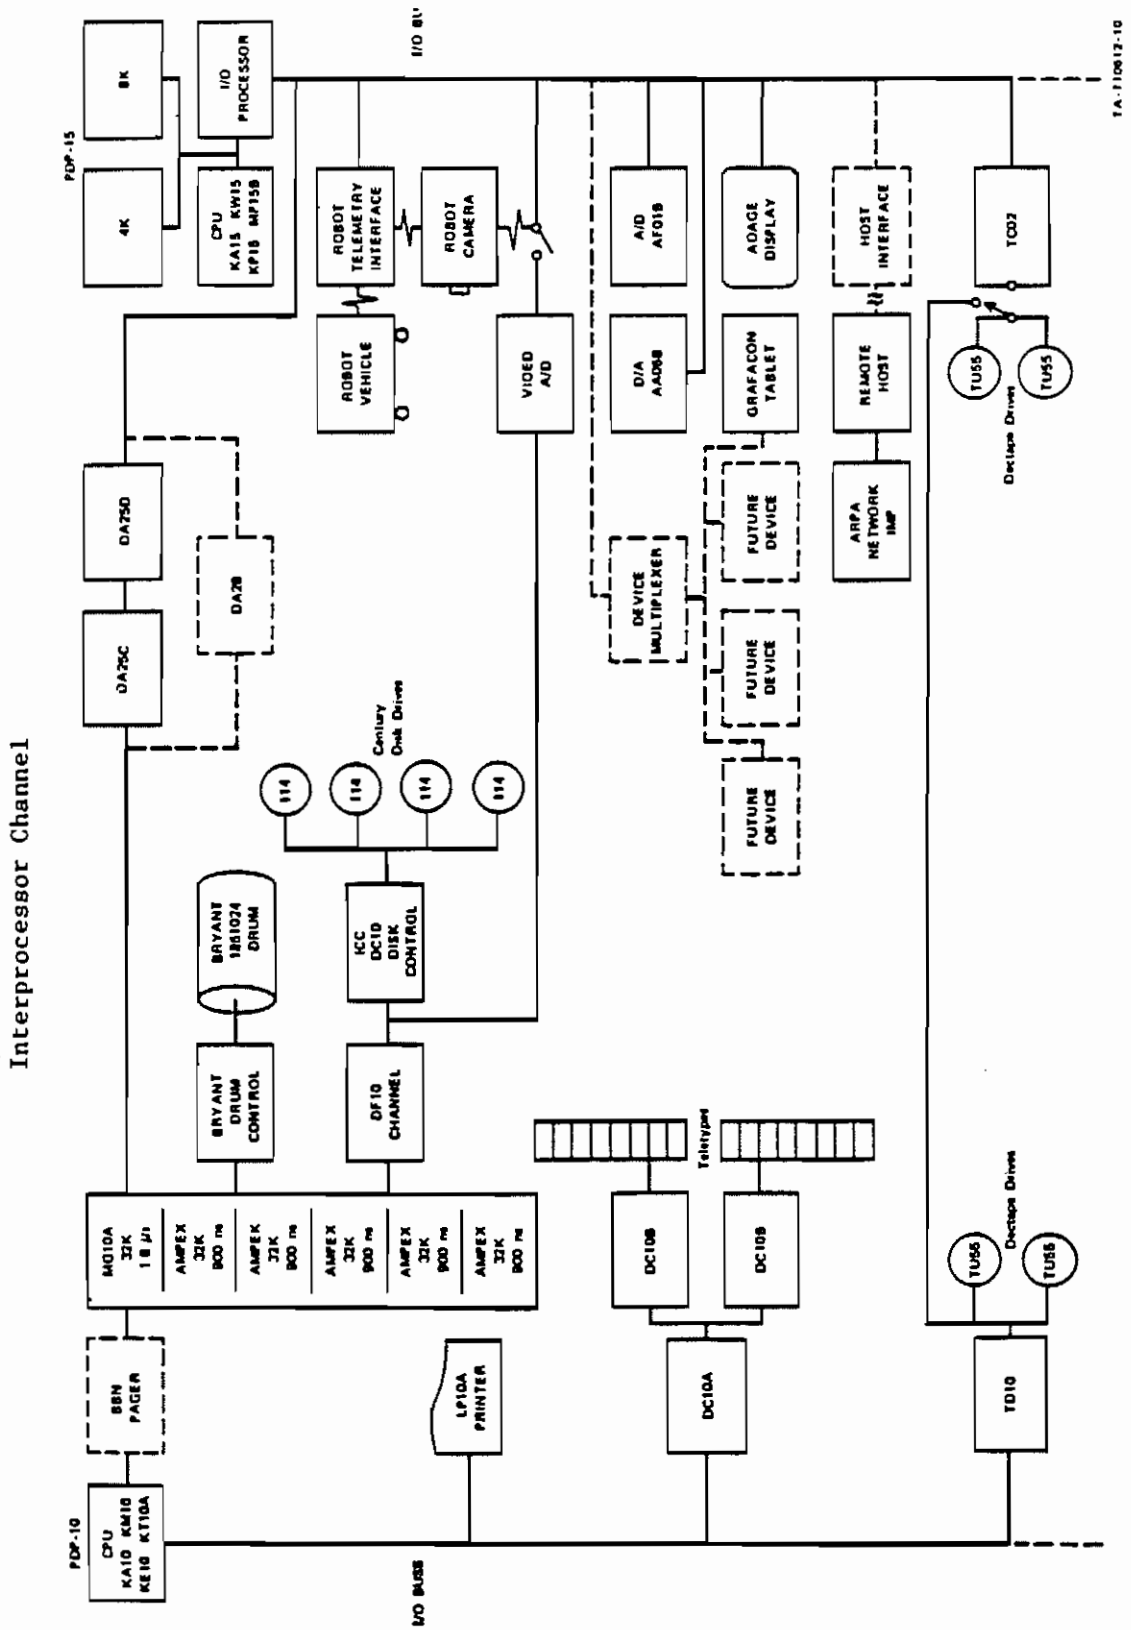 Interprocessor Channel
PDP-10
CPU
KA10 KM10
KE10 KT10A
BBN
PAGER
MO10A
32K
1 8 μs
AMPEX
32K
900 ns
AMPEX
32K
900 ns
AMPEX
32K
900 ns
AMPEX
32K
900 ns
AMPEX
32K
900 ns
DA25C
DA25D
DA28
PDP-15
4K
8K
CPU
KA15 KW15
KP15 MP15B
I/O
PROCESSOR
BRYANT
DRUM
CONTROL
BRYANT
DRUM
DF10
CHANNEL
ICC
DC10
DISK
CONTROL
114
114
114
114
Century
Disk Drives
ROBOT
VEHICLE
ROBOT
TELEMETRY
INTERFACE
ROBOT
CAMERA
VIDEO
A/D
I/O BUSS
I/O BU
LP10A
PRINTER
DC10A
DC10B
DC10B
Teletypes
DEVICE
MULTIPLEXER
D/A
AA05B
A/D
AF01B
FUTURE
DEVICE
FUTURE
DEVICE
FUTURE
DEVICE
GRAFACON
TABLET
ADAGE
DISPLAY
ARPA
NETWORK
IMP
REMOTE
HOST
HOST
INTERFACE
TD10
TU55
TU55
Dectape Drives
TU55
TU55
Dectape Drives
TC02
TA-710612-10